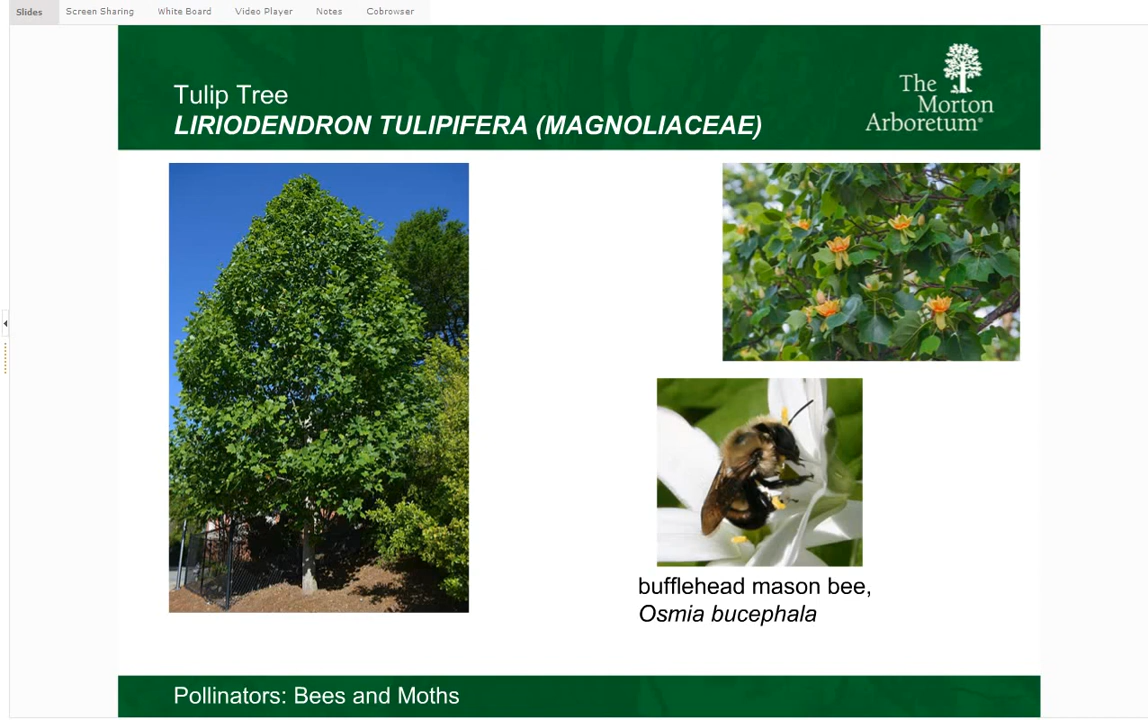 Slides Screen Sharing White Board Video Player Notes Cobrowser
Tulip Tree
LIRIODENDRON TULIPIFERA (MAGNOLIACEAE)
The
Morton
Arboretum®
bufflehead mason bee,
Osmia bucephala
Pollinators: Bees and Moths